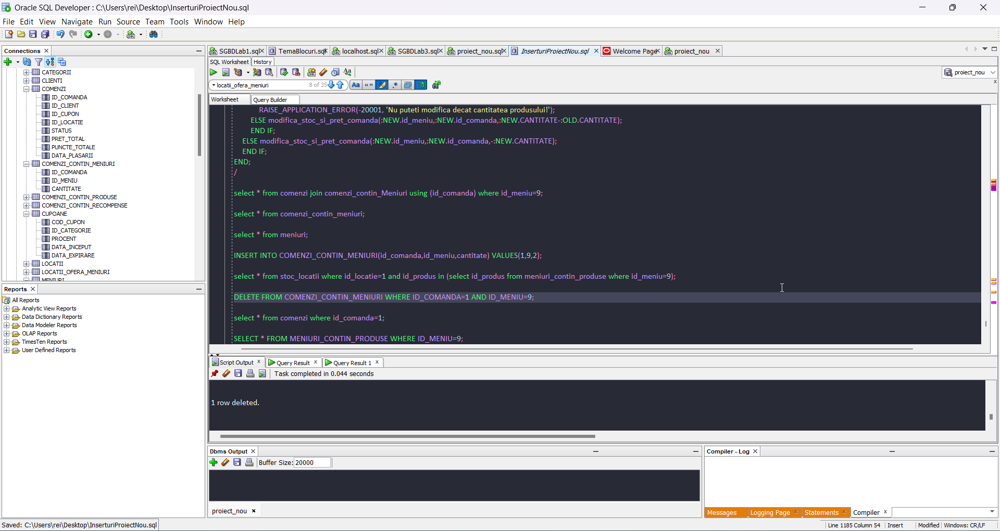 Oracle SQL Developer : C:\Users\rei\Desktop\InserturiProiectNou.sql
File Edit View Navigate Run Source Team Tools Window Help
Connections
CATEGORII
CLIENTI
COMENZI
ID_COMANDA
ID_CLIENT
ID_CUPON
ID_LOCATIE
STATUS
PRET_TOTAL
PUNCTE_TOTALE
DATA_PLASARII
COMENZI_CONTIN_MENIURI
ID_COMANDA
ID_MENIU
CANTITATE
COMENZI_CONTIN_PRODUSE
COMENZI_CONTIN_RECOMPENSE
CUPOANE
COD_CUPON
ID_CATEGORIE
PROCENT
DATA_INCEPUT
DATA_EXPIRARE
LOCATII
LOCATII_OFERA_MENIURI
MENIURI
Reports
All Reports
Analytic View Reports
Data Dictionary Reports
Data Modeler Reports
OLAP Reports
TimesTen Reports
User Defined Reports
SGBDLab1.sql TemaBlocuri.sql localhost.sql SGBDLab3.sql proiect_nou.sql InserturiProiectNou.sql Welcome Page proiect_nou
SQL Worksheet History
proiect_nou
locatii_ofera_meniuri 8 of 35 Aa " " .*
Worksheet Query Builder
RAISE_APPLICATION_ERROR(-20001, 'Nu puteti modifica decat cantitatea produsului!');
ELSE modifica_stoc_si_pret_comanda(:NEW.id_meniu,:NEW.id_comanda,:NEW.CANTITATE-:OLD.CANTITATE);
END IF;
ELSE modifica_stoc_si_pret_comanda(:NEW.id_meniu,:NEW.id_comanda,-:NEW.CANTITATE);
END IF;
END;
/
select * from comenzi join comenzi_contin_Meniuri using (id_comanda) where id_meniu=9;
select * from comenzi_contin_meniuri;
select * from meniuri;
INSERT INTO COMENZI_CONTIN_MENIURI(id_comanda,id_meniu,cantitate) VALUES(1,9,2);
select * from stoc_locatii where id_locatie=1 and id_produs in (select id_produs from meniuri_contin_produse where id_meniu=9);
DELETE FROM COMENZI_CONTIN_MENIURI WHERE ID_COMANDA=1 AND ID_MENIU=9;
select * from comenzi where id_comanda=1;
SELECT * FROM MENIURI_CONTIN_PRODUSE WHERE ID_MENIU=9;
Script Output Query Result Query Result 1
Task completed in 0.044 seconds
1 row deleted.
Dbms Output
Buffer Size: 20000
proiect_nou
Compiler - Log
Messages Logging Page Statements Compiler
Saved: C:\Users\rei\Desktop\InserturiProiectNou.sql
Line 1185 Column 54 Insert Modified Windows: CR/LF